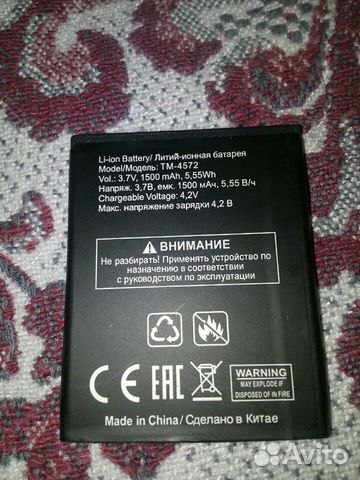 Li-ion Battery/ Литий-ионная батарея
Model/Модель: TM-4572
Vol: 3.7V, 1500 mAh, 5,55Wh
Напряж. 3,7В, емк. 1500 мАч, 5,55 В/ч
Chargeable Voltage: 4,2V
Макс. напряжение зарядки 4,2 В
ВНИМАНИЕ
Не разбирать! Применять устройство по
назначению в соответствии
с руководством по эксплуатации
CE EAC
WARNING
MAY EXPLODE IF
DISPOSED OF IN FIRE
Made in China/ Сделано в Китае
Avito